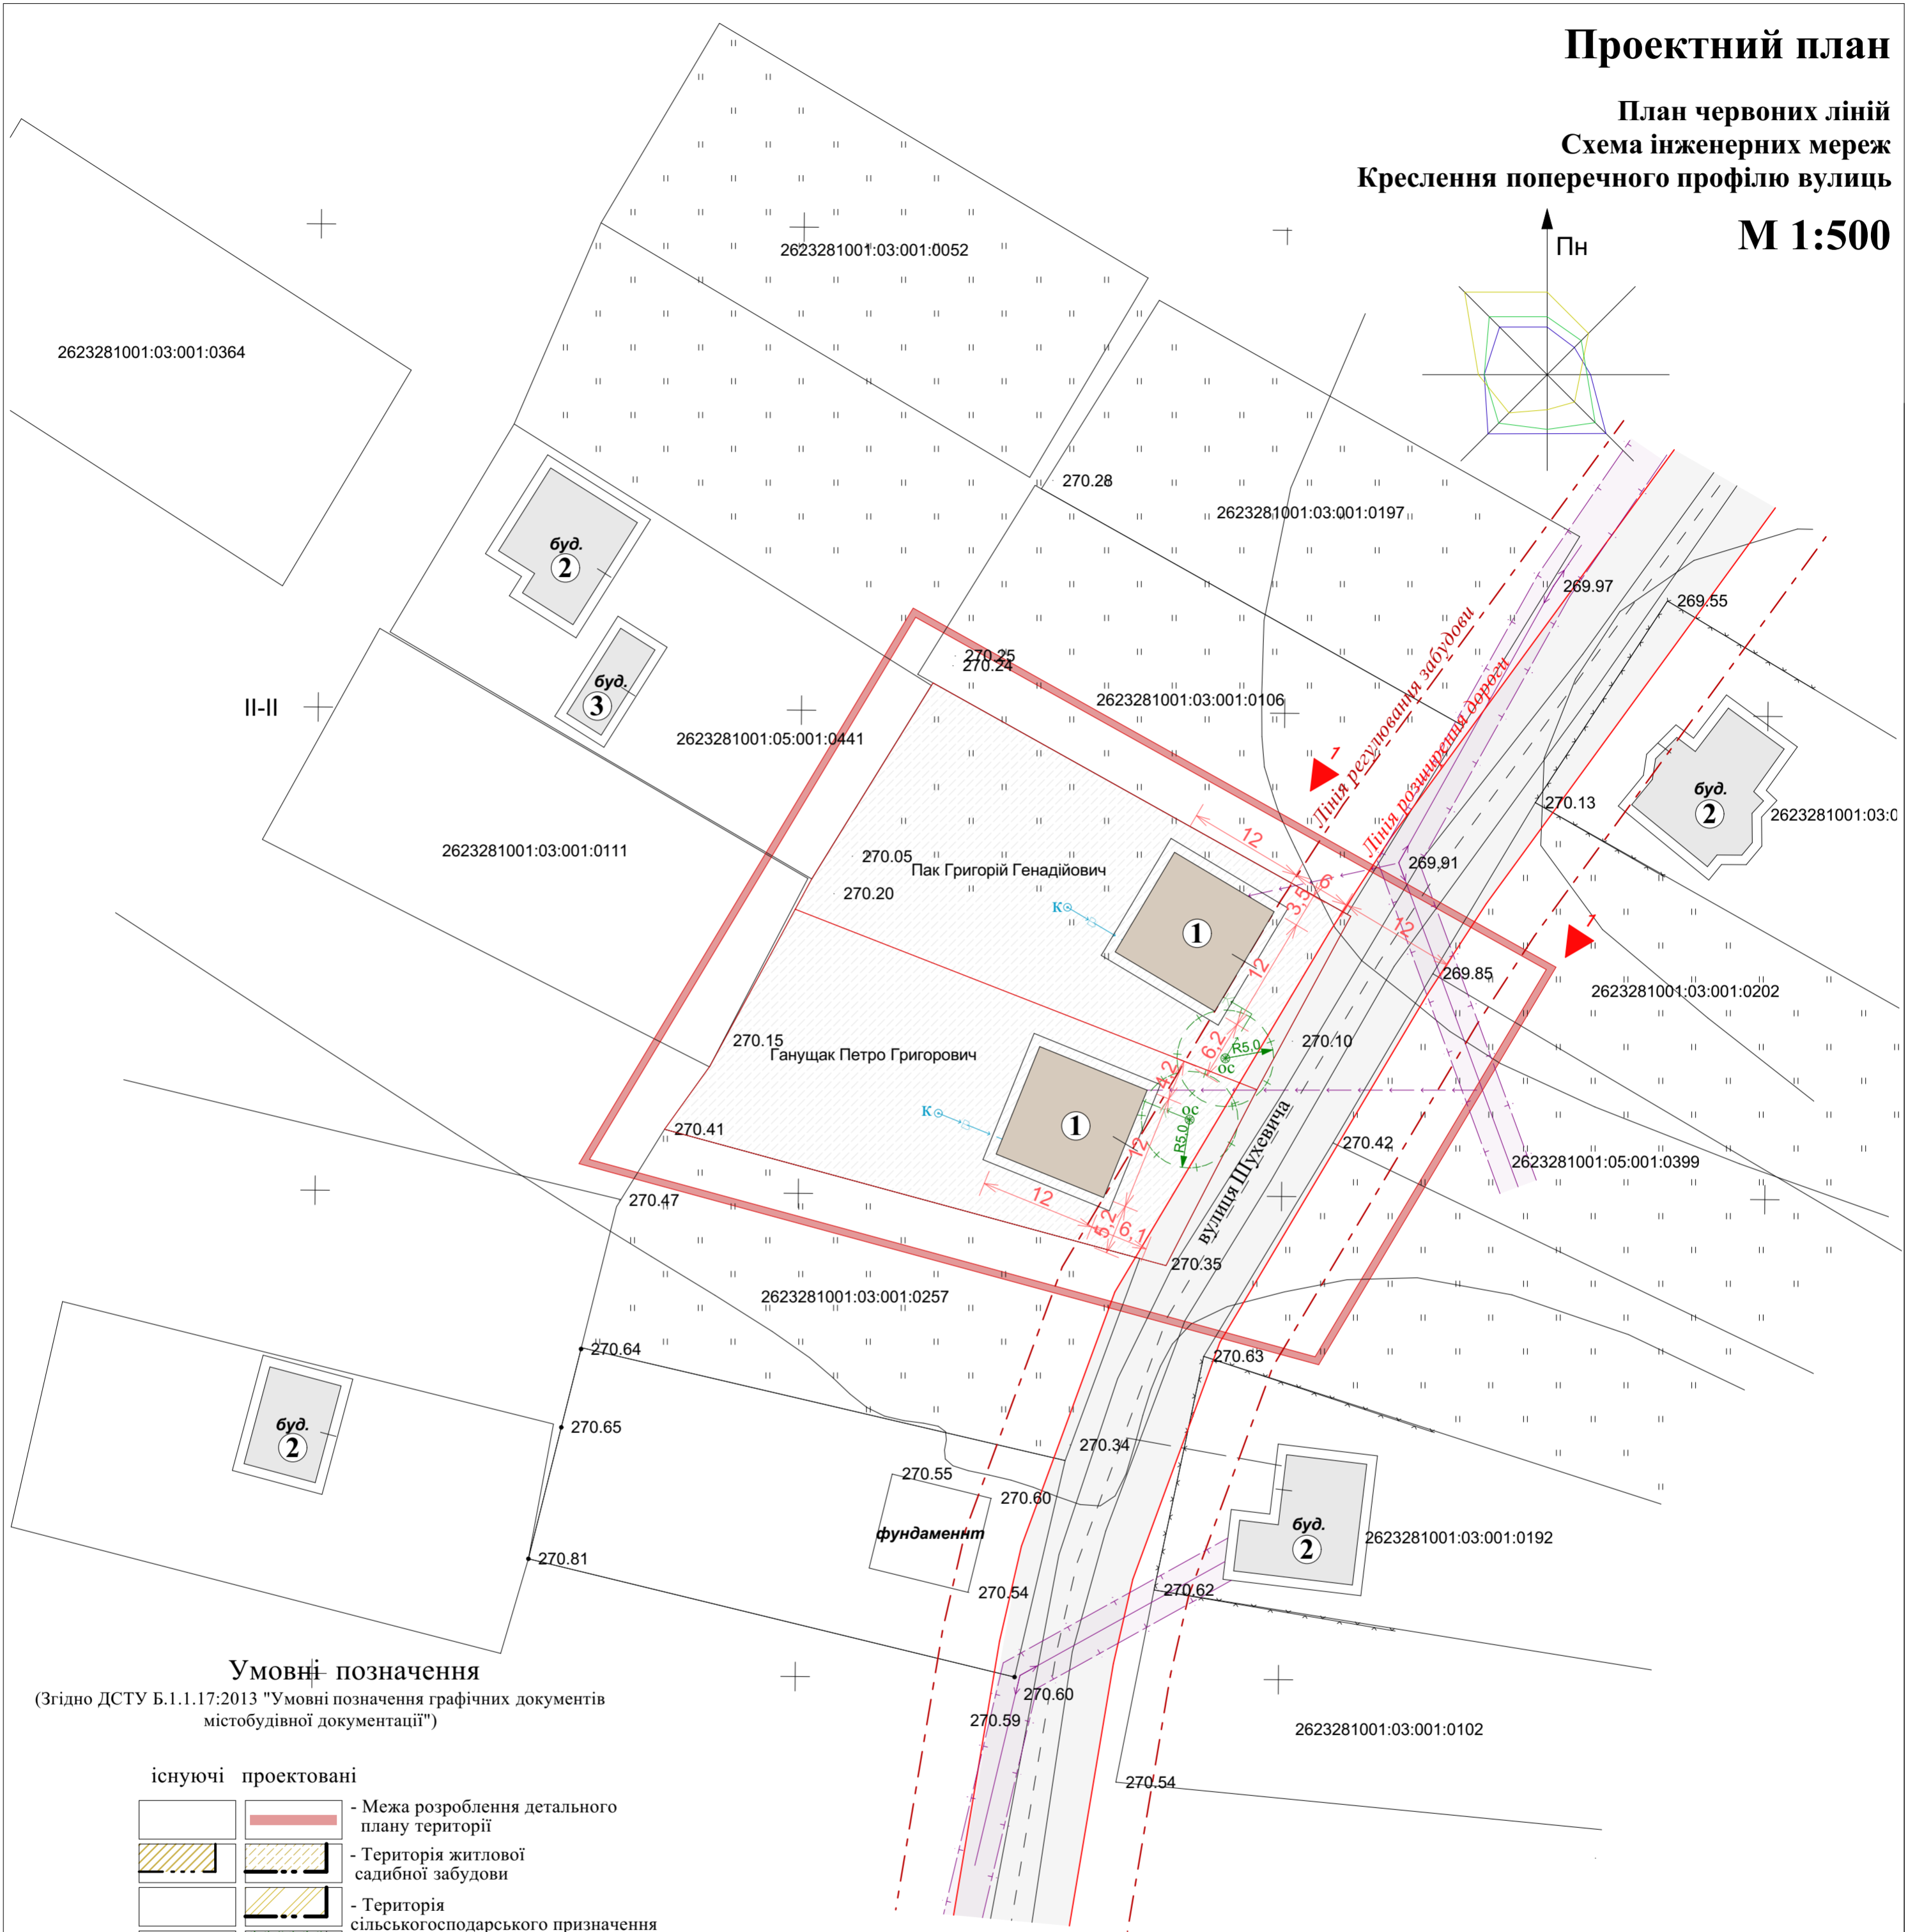 Проектний план
План червоних ліній
Схема інженерних мереж
Креслення поперечного профілю вулиць
М 1:500
Пн
2623281001:03:001:0052
2623281001:03:001:0364
270.28
2623281001:03:001:0197
буд.
2
269.97
269.55
Лінія регулювання забудови
Лінія розширення дороги
270.25
270.24
буд.
3
2623281001:03:001:0106
II-II
2623281001:05:001:0441
1
буд.
2
270.13
2623281001:03:0
12
2623281001:03:001:0111
270.05
Пак Григорій Генадійович
269.91
6
3,5
270.20
К
1
12
1
12
269.85
2623281001:03:001:0202
270.15
Ганущак Петро Григорович
6,2
R5,0
ос
270.10
4,2
К
ос
1
R5,0
12
вулиця Шухевича
270.41
270.42
2623281001:05:001:0399
270.47
12
5,2
6,1
270.35
2623281001:03:001:0257
270.64
270.63
буд.
2
270.65
270.34
270.55
270.60
фундаменнт
буд.
2
2623281001:03:001:0192
270.81
270.54
270.62
Умовні позначення
(Згідно ДСТУ Б.1.1.17:2013 "Умовні позначення графічних документів
містобудівної документації")
270.60
270.59
2623281001:03:001:0102
270.54
існуючі проектовані
- Межа розроблення детального
плану території
- Територія житлової
садибної забудови
- Територія
сільськогосподарського призначення